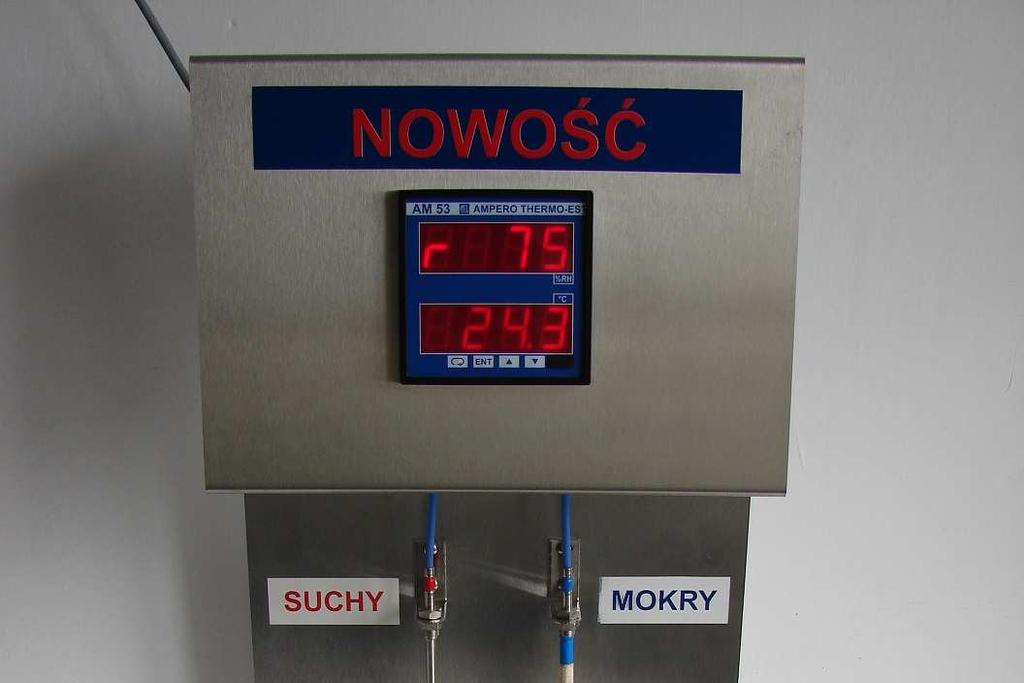 NOWOŚĆ
AM 53 AMPERO THERMO-EST
r 75
%RH
°C
24.3
ENT
SUCHY
MOKRY